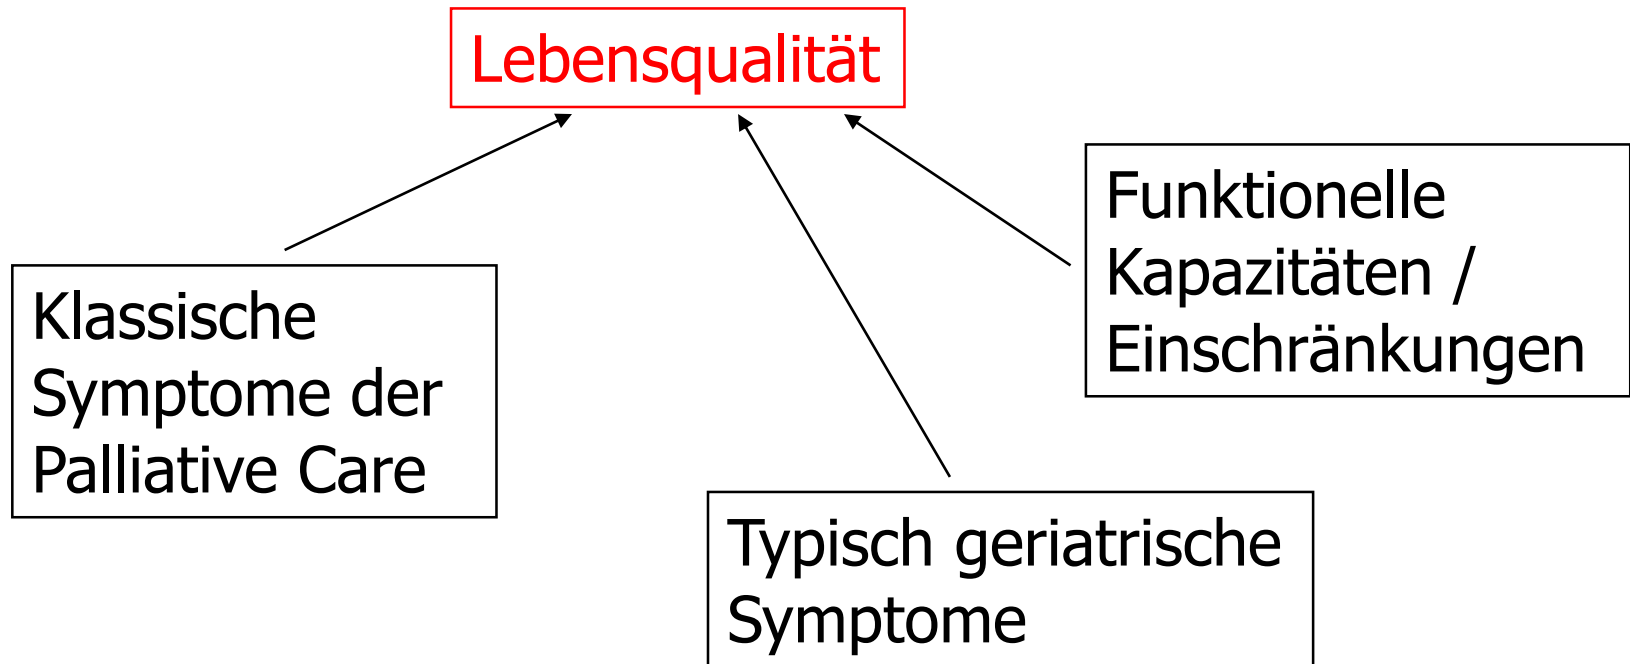 Lebensqualität
Klassische
Symptome der
Palliative Care
Typisch geriatrische
Symptome
Funktionelle
Kapazitäten /
Einschränkungen